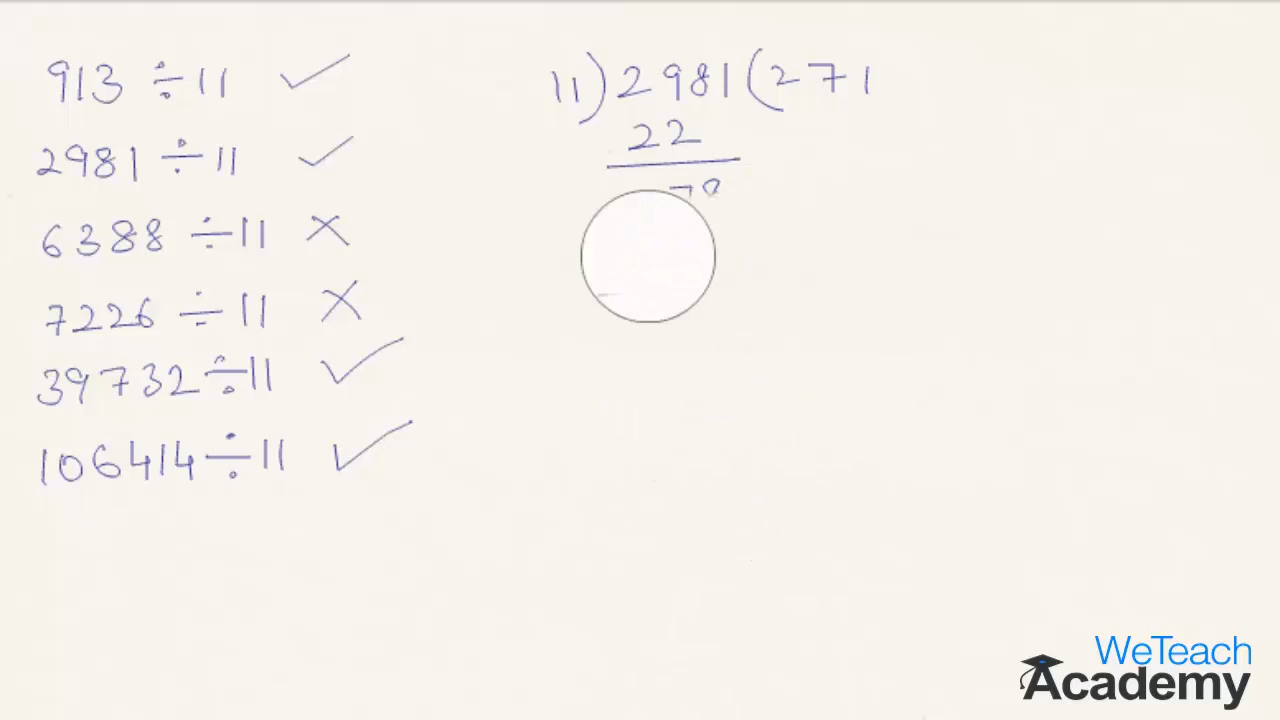 913 ÷ 11 ✓
2981 ÷ 11 ✓
6388 ÷ 11 ✗
7226 ÷ 11 ✗
39732 ÷ 11 ✓
106414 ÷ 11 ✓
11) 2981 (271
22
WeTeach
Academy